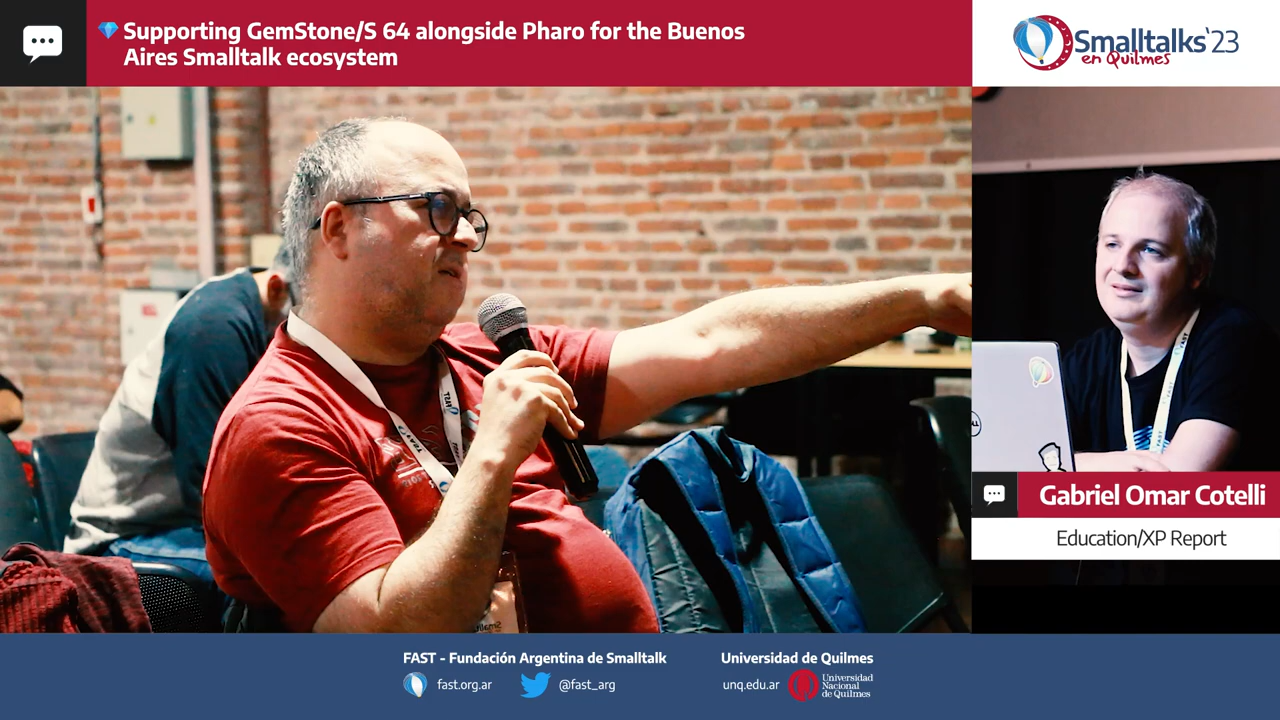 Supporting GemStone/S 64 alongside Pharo for the Buenos
Aires Smalltalk ecosystem
Smalltalks'23
en Quilmes
FAST
FAST
Gabriel Omar Cotelli
Education/XP Report
FAST - Fundación Argentina de Smalltalk
fast.org.ar
@fast_arg
Universidad de Quilmes
unq.edu.ar
Universidad
Nacional
de Quilmes